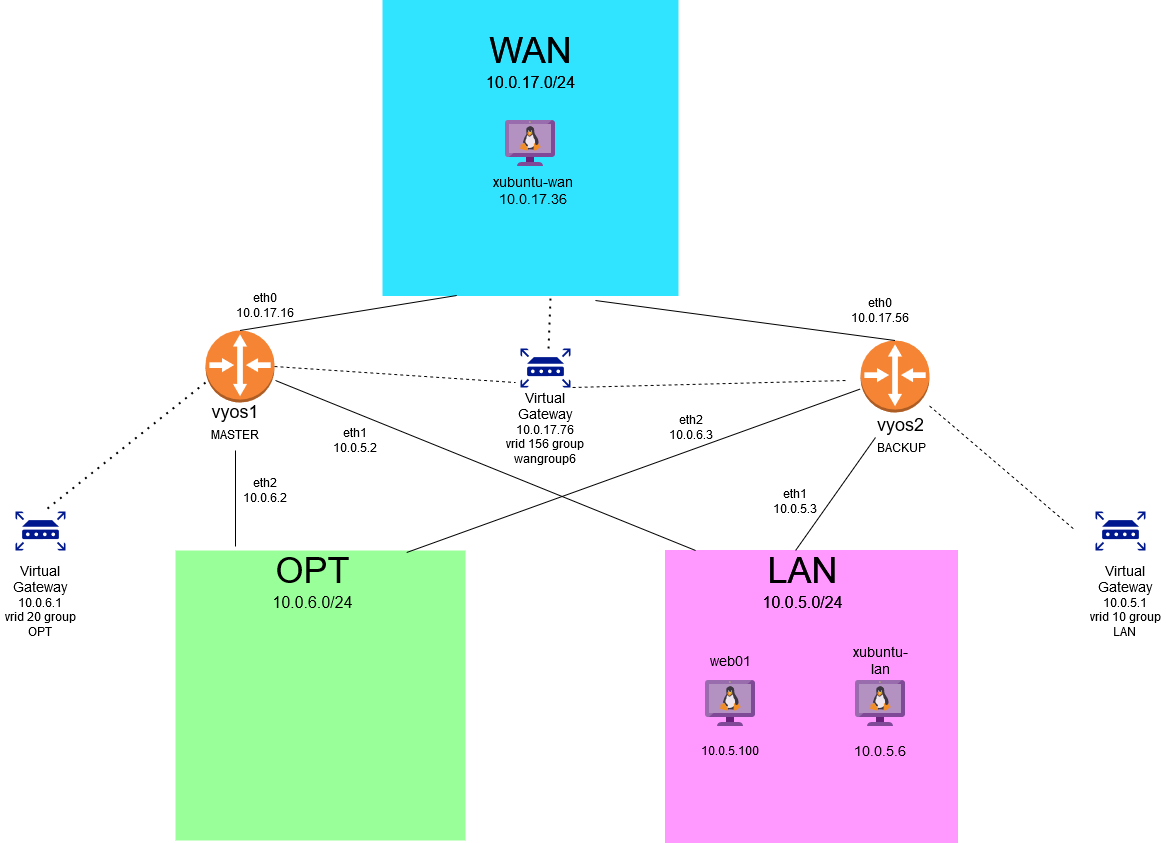 WAN
10.0.17.0/24
xubuntu-wan
10.0.17.36
eth0
10.0.17.16
eth0
10.0.17.56
vyos1
MASTER
Virtual
Gateway
10.0.17.76
vrid 156 group
wangroup6
vyos2
BACKUP
eth1
10.0.5.2
eth2
10.0.6.3
eth2
10.0.6.2
eth1
10.0.5.3
Virtual
Gateway
10.0.6.1
vrid 20 group
OPT
OPT
10.0.6.0/24
LAN
10.0.5.0/24
web01
10.0.5.100
xubuntu-
lan
10.0.5.6
Virtual
Gateway
10.0.5.1
vrid 10 group
LAN